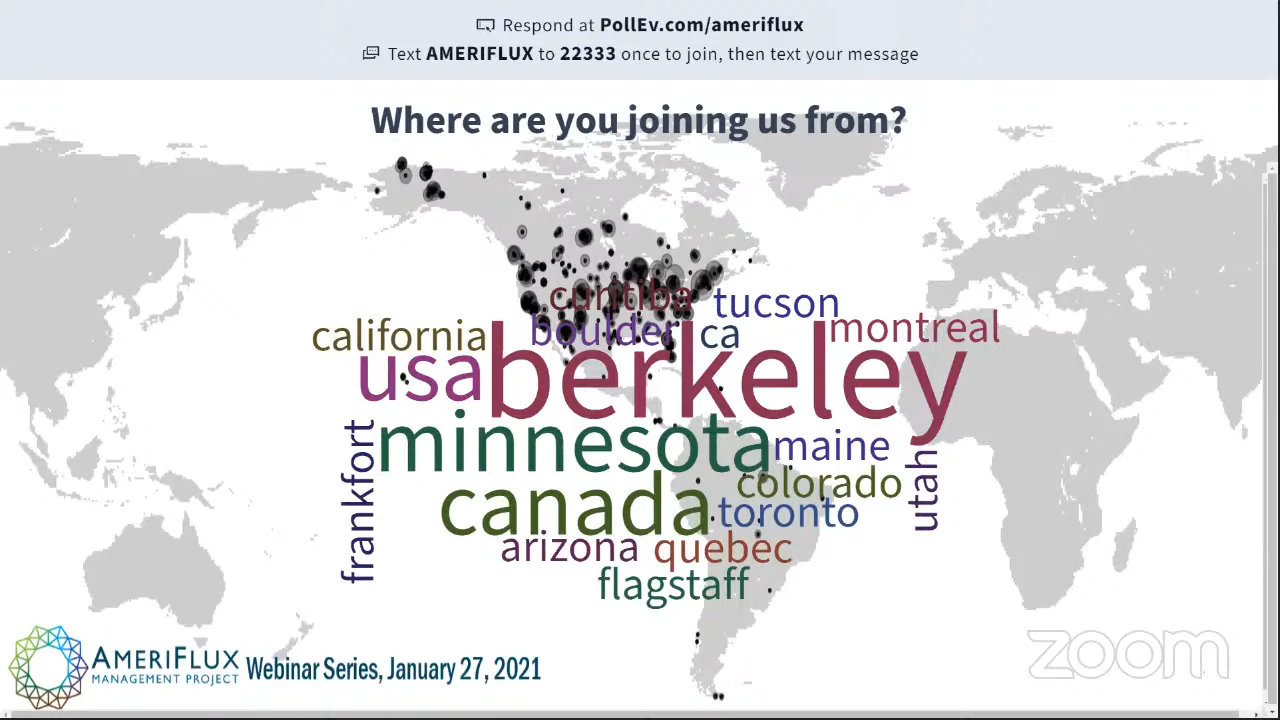 Respond at PollEv.com/ameriflux
Text AMERIFLUX to 22333 once to join, then text your message
Where are you joining us from?
curitiba
tucson
california
boulder
ca
montreal
usa
berkeley
minnesota
maine
frankfort
colorado
utah
canada
toronto
arizona
quebec
flagstaff
AMERIFLUX
MANAGEMENT PROJECT
Webinar Series, January 27, 2021
zoom